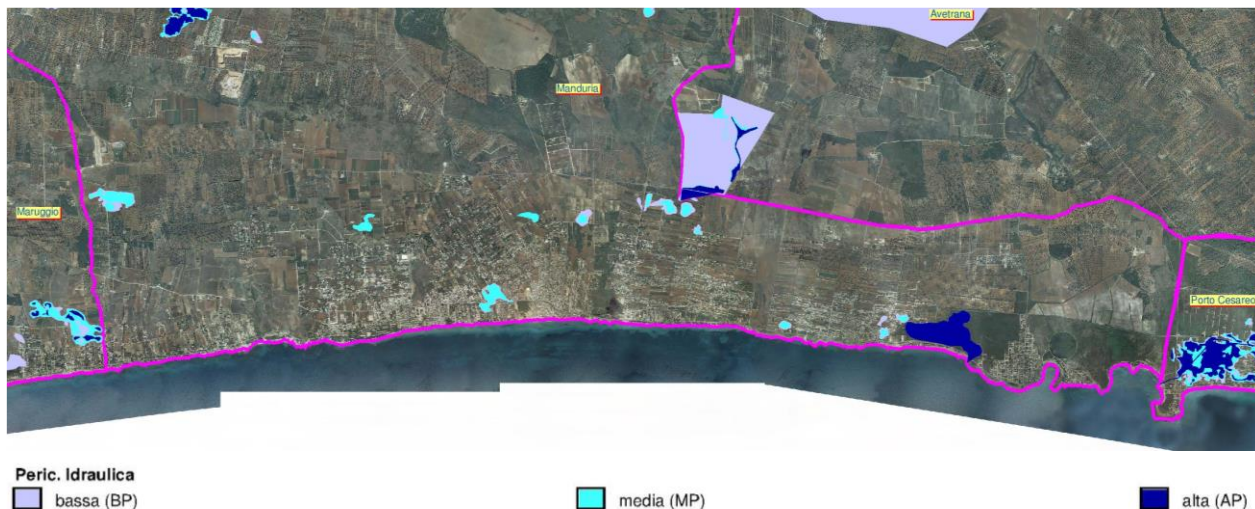 Avetrana
Manduria
Maruggio
Porto Cesareo
Peric. Idraulica
bassa (BP)
media (MP)
alta (AP)